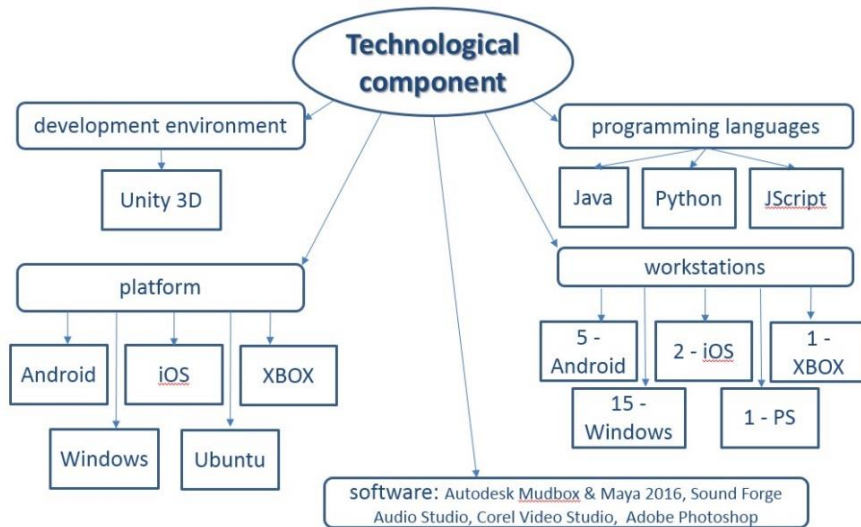 Technological
component
development environment
Unity 3D
programming languages
Java
Python
JScript
platform
Android
iOS
XBOX
Windows
Ubuntu
workstations
5 -
Android
2 - iOS
1 -
XBOX
15 -
Windows
1 - PS
software: Autodesk Mudbox & Maya 2016, Sound Forge
Audio Studio, Corel Video Studio, Adobe Photoshop